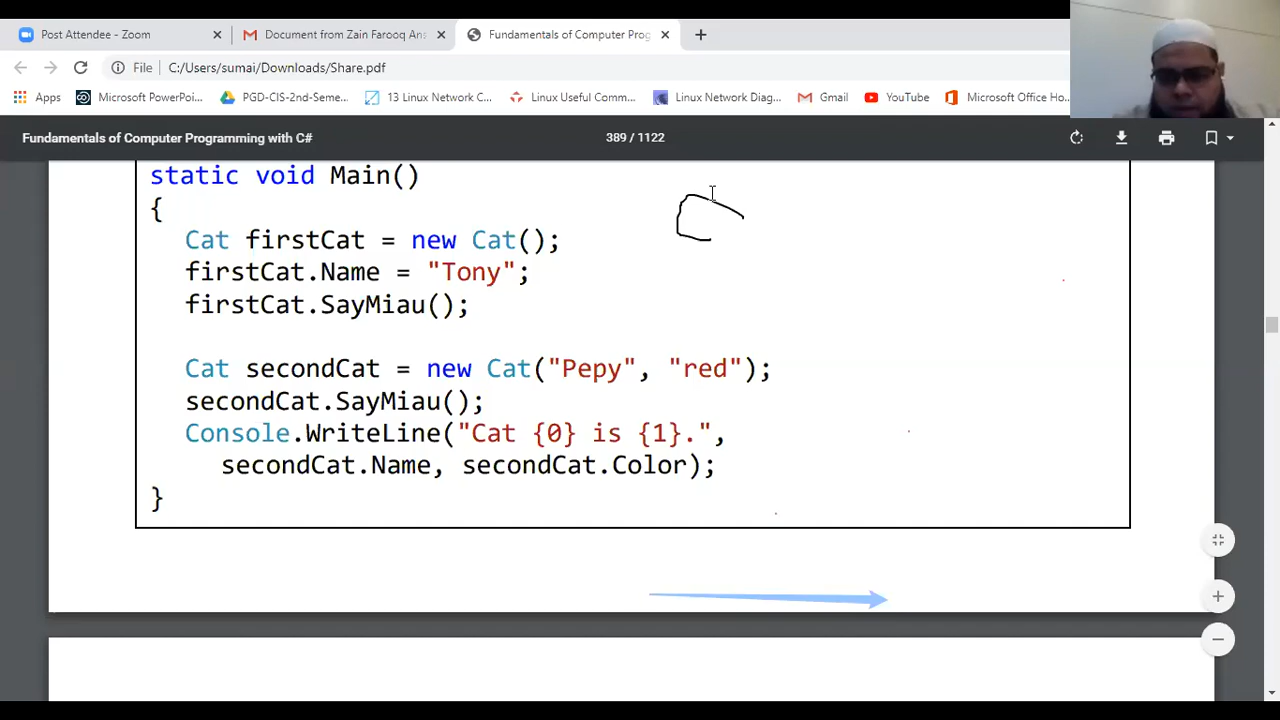 Post Attendee - Zoom
Document from Zain Farooq Ans
Fundamentals of Computer Prog
File
C:/Users/sumai/Downloads/Share.pdf
Apps
Microsoft PowerPoi...
PGD-CIS-2nd-Seme...
13 Linux Network C...
Linux Useful Comm...
Linux Network Diag...
Gmail
YouTube
Microsoft Office Ho...
Fundamentals of Computer Programming with C#
389 / 1122
static void Main()
{
Cat firstCat = new Cat();
firstCat.Name = "Tony";
firstCat.SayMiau();
Cat secondCat = new Cat("Pepy", "red");
secondCat.SayMiau();
Console.WriteLine("Cat {0} is {1}.",
secondCat.Name, secondCat.Color);
}